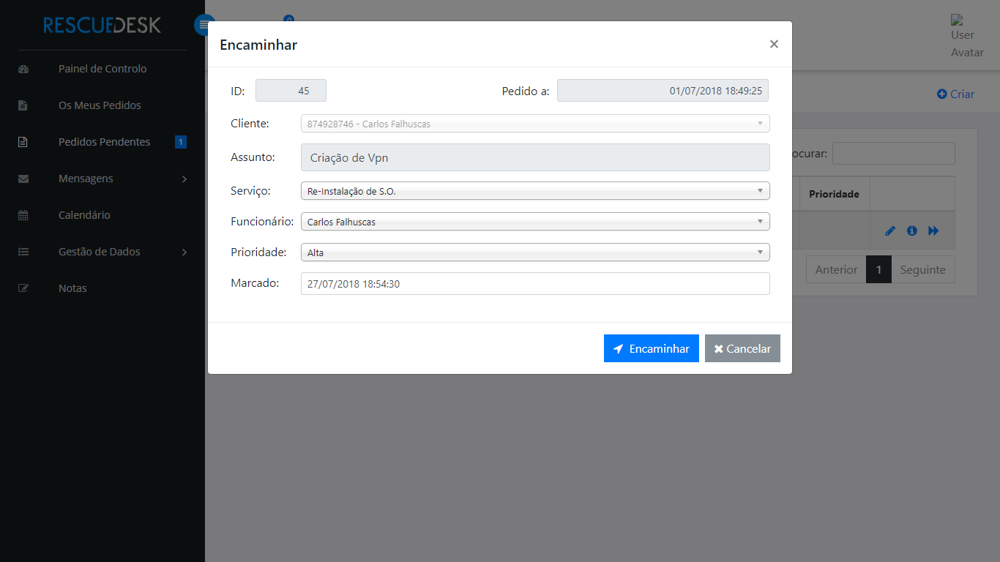 RESCUEDESK
0
User
Avatar
Painel de Controlo
Os Meus Pedidos
Pedidos Pendentes 1
Mensagens
Calendário
Gestão de Dados
Notas
Encaminhar ×
ID: 45 Pedido a: 01/07/2018 18:49:25
Cliente: 874928746 - Carlos Falhuscas
Assunto: Criação de Vpn
Serviço: Re-Instalação de S.O.
Funcionário: Carlos Falhuscas
Prioridade: Alta
Marcado: 27/07/2018 18:54:30
Encaminhar Cancelar
Criar
ocurar:
Prioridade
Anterior 1 Seguinte